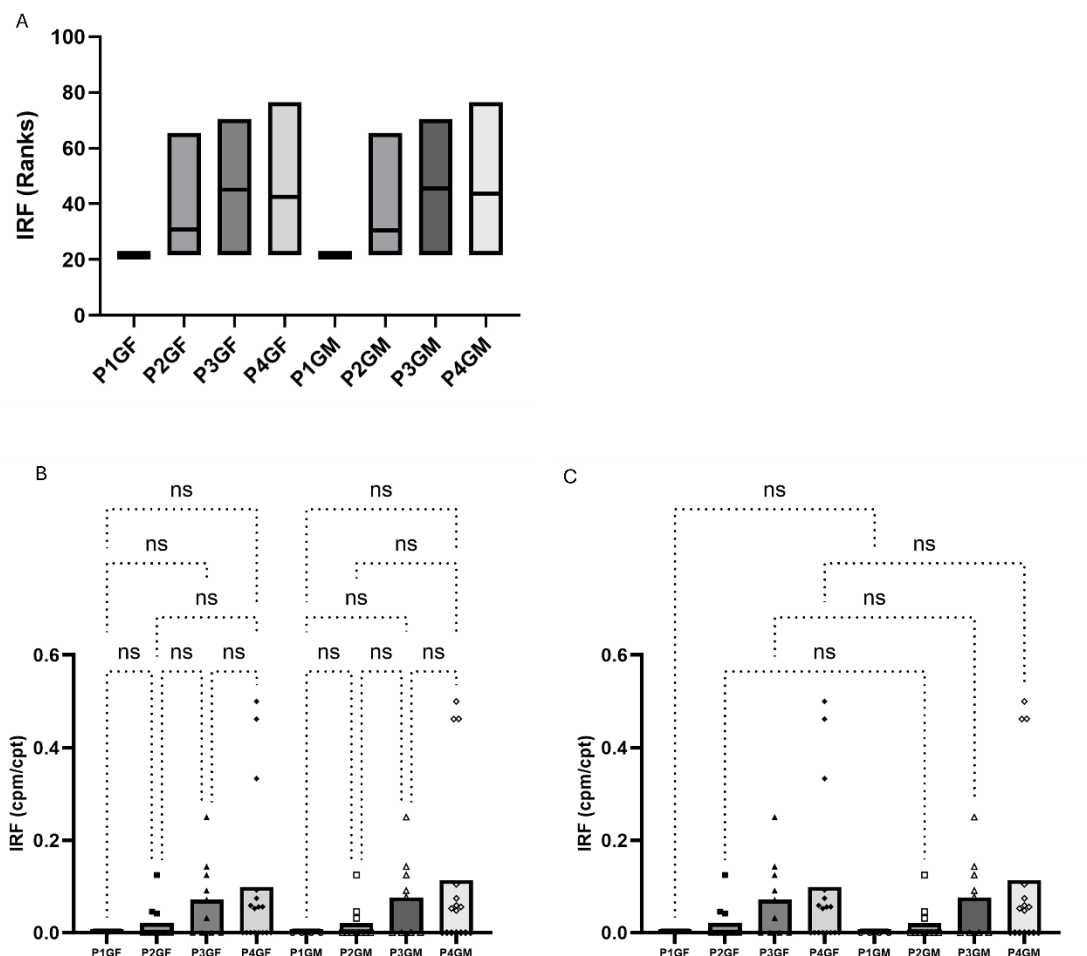 A
100
80
60
40
20
0
IRF (Ranks)
P1GF P2GF P3GF P4GF P1GM P2GM P3GM P4GM
B
ns ns
ns ns
ns ns
ns ns ns ns ns ns
0.6
0.4
0.2
0.0
IRF (cpm/cpt)
P1GF P2GF P3GF P4GF P1GM P2GM P3GM P4GM
C
ns
ns
ns
ns
0.6
0.4
0.2
0.0
IRF (cpm/cpt)
P1GF P2GF P3GF P4GF P1GM P2GM P3GM P4GM